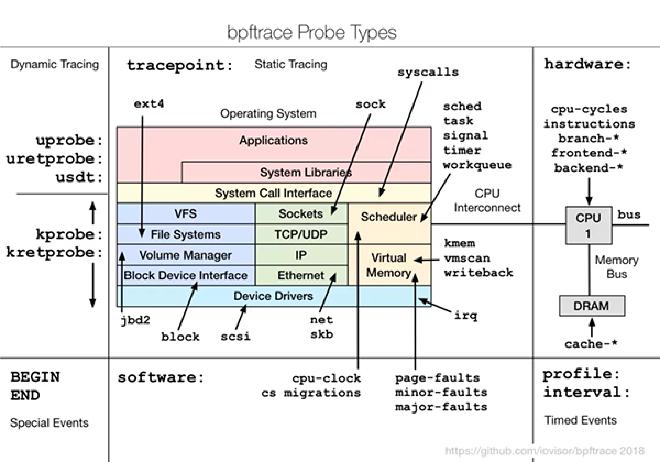 bpftrace Probe Types
Dynamic Tracing
tracepoint: Static Tracing
hardware:
syscalls
ext4
sock
Operating System
sched
task
signal
timer
workqueue
cpu-cycles
instructions
branch-*
frontend-*
backend-*
uprobe:
uretprobe:
usdt:
Applications
System Libraries
System Call Interface
CPU
Interconnect
kprobe:
kretprobe:
VFS
File Systems
Volume Manager
Block Device Interface
Sockets
TCP/UDP
IP
Ethernet
Scheduler
Virtual
Memory
Device Drivers
kmem
vmscan
writeback
CPU
1
bus
Memory
Bus
DRAM
cache-*
jbd2
block
scsi
net
skb
irq
BEGIN
END
Special Events
software:
cpu-clock
cs migrations
page-faults
minor-faults
major-faults
profile:
interval:
Timed Events
https://github.com/iovisor/bpftrace 2018